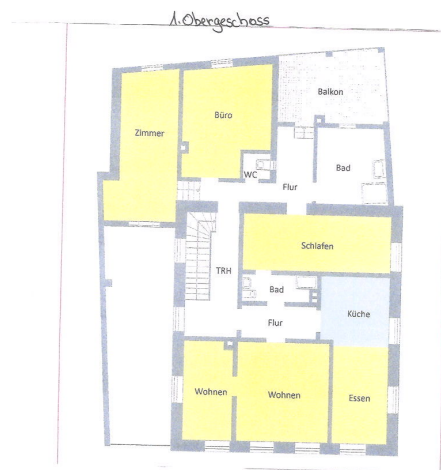 1. Obergeschoss
Balkon
Zimmer
Büro
WC
Bad
Flur
Schlafen
TRH
Bad
Küche
Flur
Wohnen
Wohnen
Essen